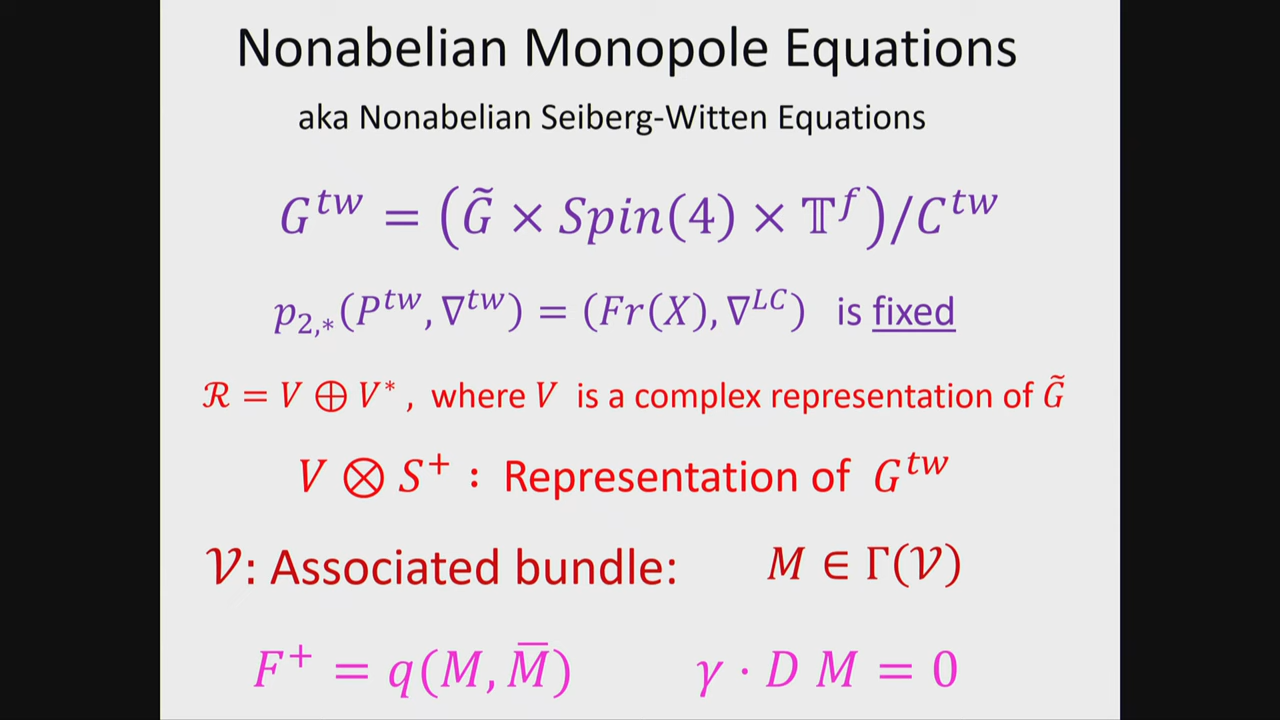 Nonabelian Monopole Equations
aka Nonabelian Seiberg-Witten Equations
𝐺^{𝑡𝑤} = (𝐺̃ × 𝑆𝑝𝑖𝑛(4) × 𝕋^{𝑓})/𝐶^{𝑡𝑤}
𝑝_{2,∗}(𝑃^{𝑡𝑤}, ∇^{𝑡𝑤}) = (𝐹𝑟(𝑋), ∇^{𝐿𝐶}) is fixed
ℛ = 𝑉 ⊕ 𝑉^{∗}, where 𝑉 is a complex representation of 𝐺̃
𝑉 ⊗ 𝑆^{+} : Representation of 𝐺^{𝑡𝑤}
𝒱: Associated bundle: 𝑀 ∈ Γ(𝒱)
𝐹^{+} = 𝑞(𝑀, 𝑀̅) 𝛾 ⋅ 𝐷 𝑀 = 0